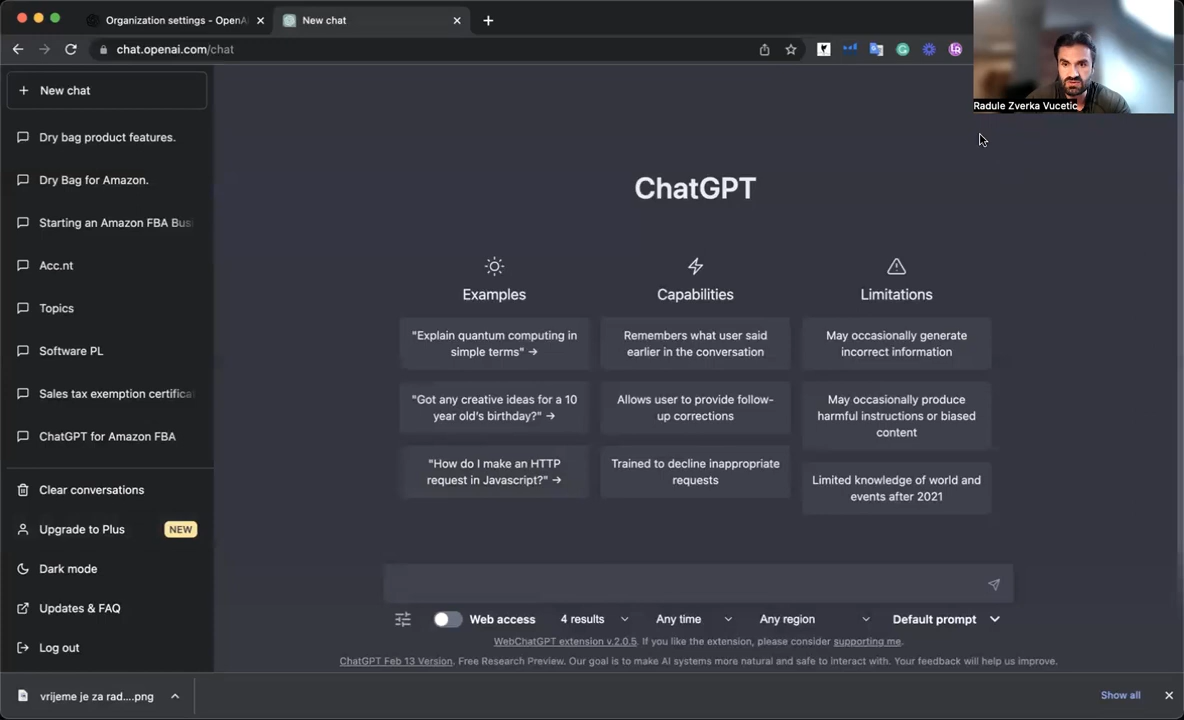 Organization settings - OpenA
New chat
chat.openai.com/chat
Radule Zverka Vucetic
New chat
Dry bag product features.
Dry Bag for Amazon.
Starting an Amazon FBA Busi
Acc.nt
Topics
Software PL
Sales tax exemption certifica
ChatGPT for Amazon FBA
Clear conversations
Upgrade to Plus NEW
Dark mode
Updates & FAQ
Log out
ChatGPT
Examples
Capabilities
Limitations
"Explain quantum computing in
simple terms" →
Remembers what user said
earlier in the conversation
May occasionally generate
incorrect information
"Got any creative ideas for a 10
year old's birthday?" →
Allows user to provide follow-
up corrections
May occasionally produce
harmful instructions or biased
content
"How do I make an HTTP
request in Javascript?" →
Trained to decline inappropriate
requests
Limited knowledge of world and
events after 2021
Web access 4 results Any time Any region Default prompt
WebChatGPT extension v.2.0.5. If you like the extension, please consider supporting me.
ChatGPT Feb 13 Version. Free Research Preview. Our goal is to make AI systems more natural and safe to interact with. Your feedback will help us improve.
vrijeme je za rad....png
Show all